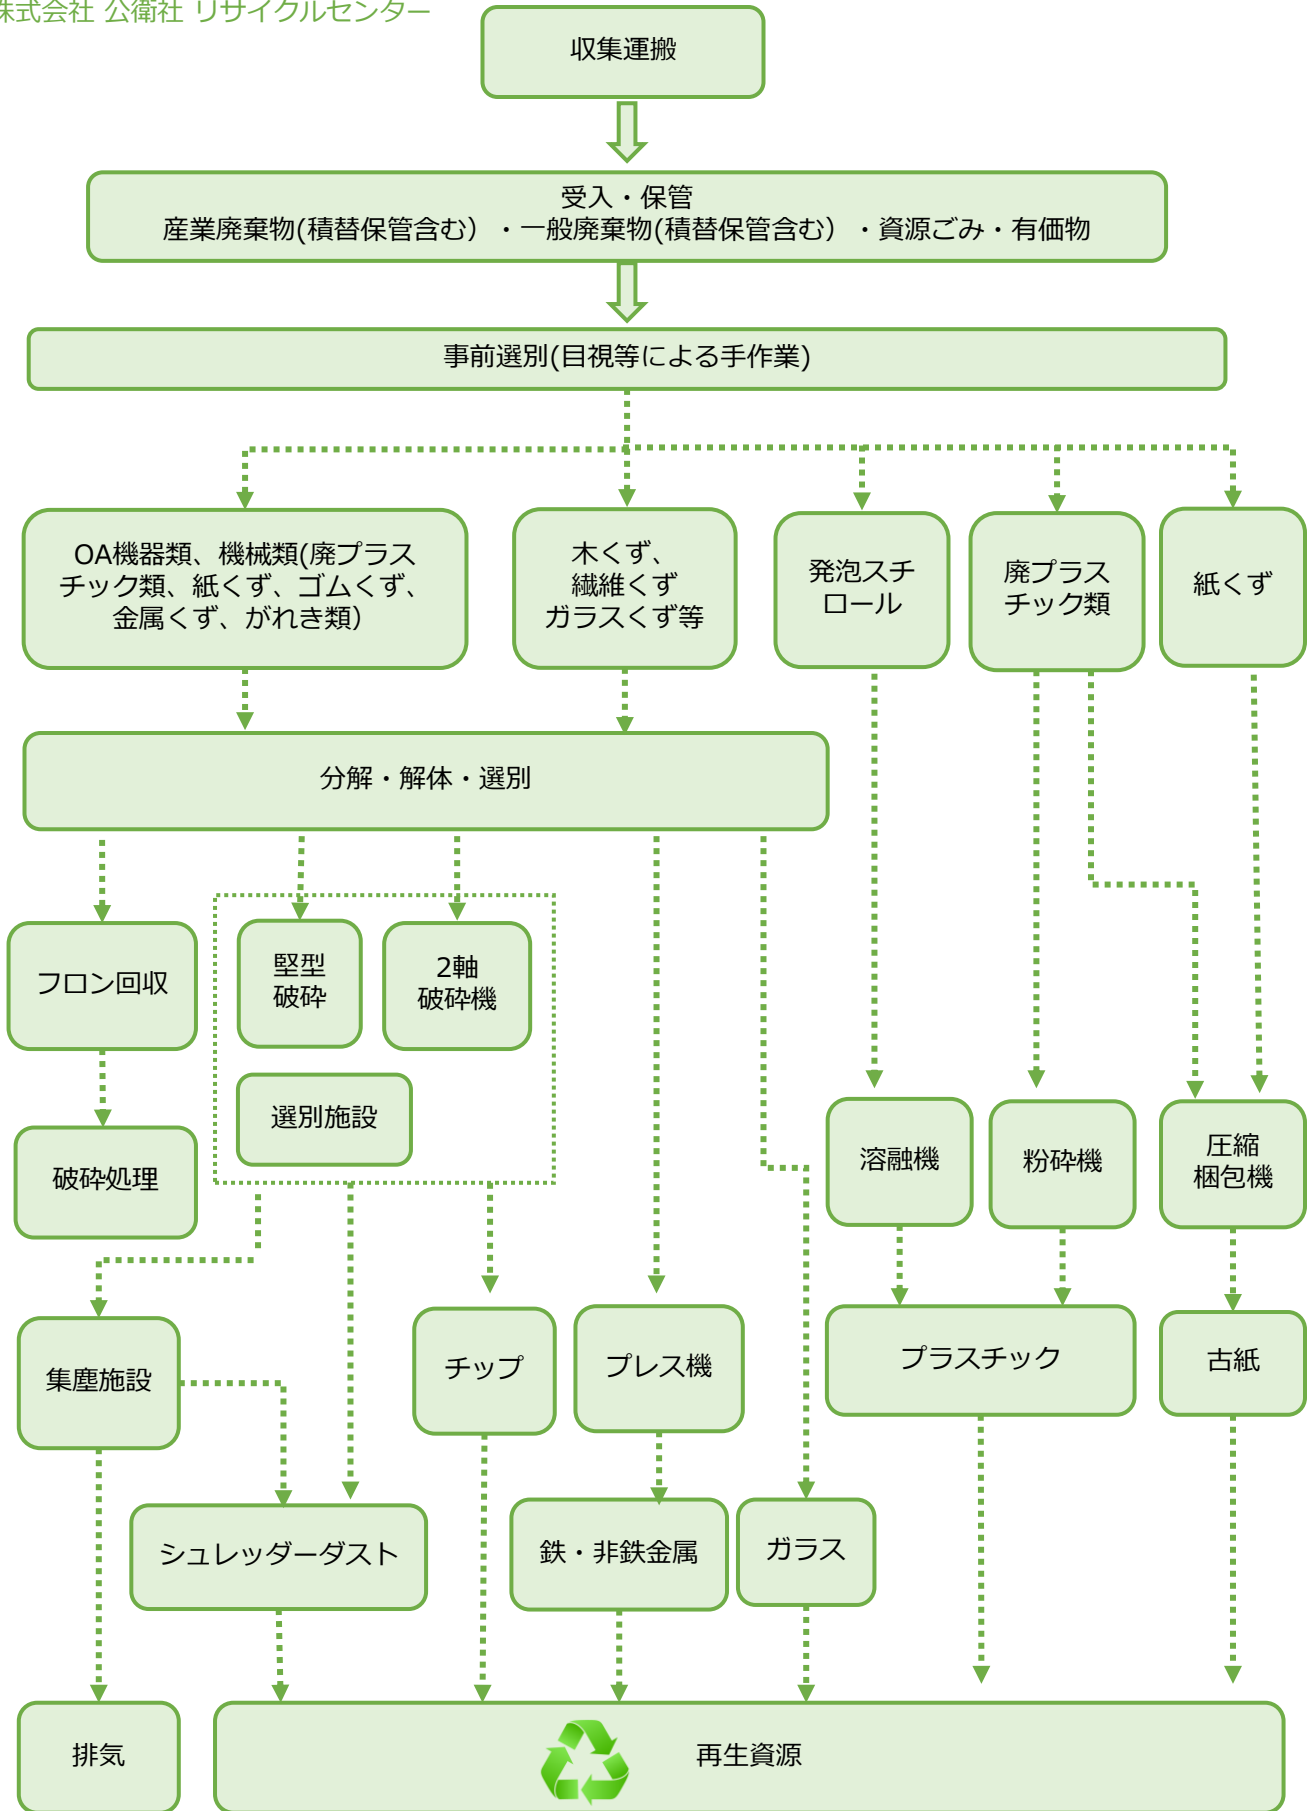 株式会社 公衛社 リサイクルセンター
収集運搬
受入・保管
産業廃棄物(積替保管含む）・一般廃棄物(積替保管含む）・資源ごみ・有価物
事前選別(目視等による手作業)
OA機器類、機械類(廃プラス
チック類、紙くず、ゴムくず、
金属くず、がれき類）
木くず、
繊維くず
ガラスくず等
発泡スチ
ロール
廃プラス
チック類
紙くず
分解・解体・選別
フロン回収
堅型
破砕
2軸
破砕機
選別施設
破砕処理
溶融機
粉砕機
圧縮
梱包機
集塵施設
チップ
プレス機
プラスチック
古紙
シュレッダーダスト
鉄・非鉄金属
ガラス
排気
再生資源